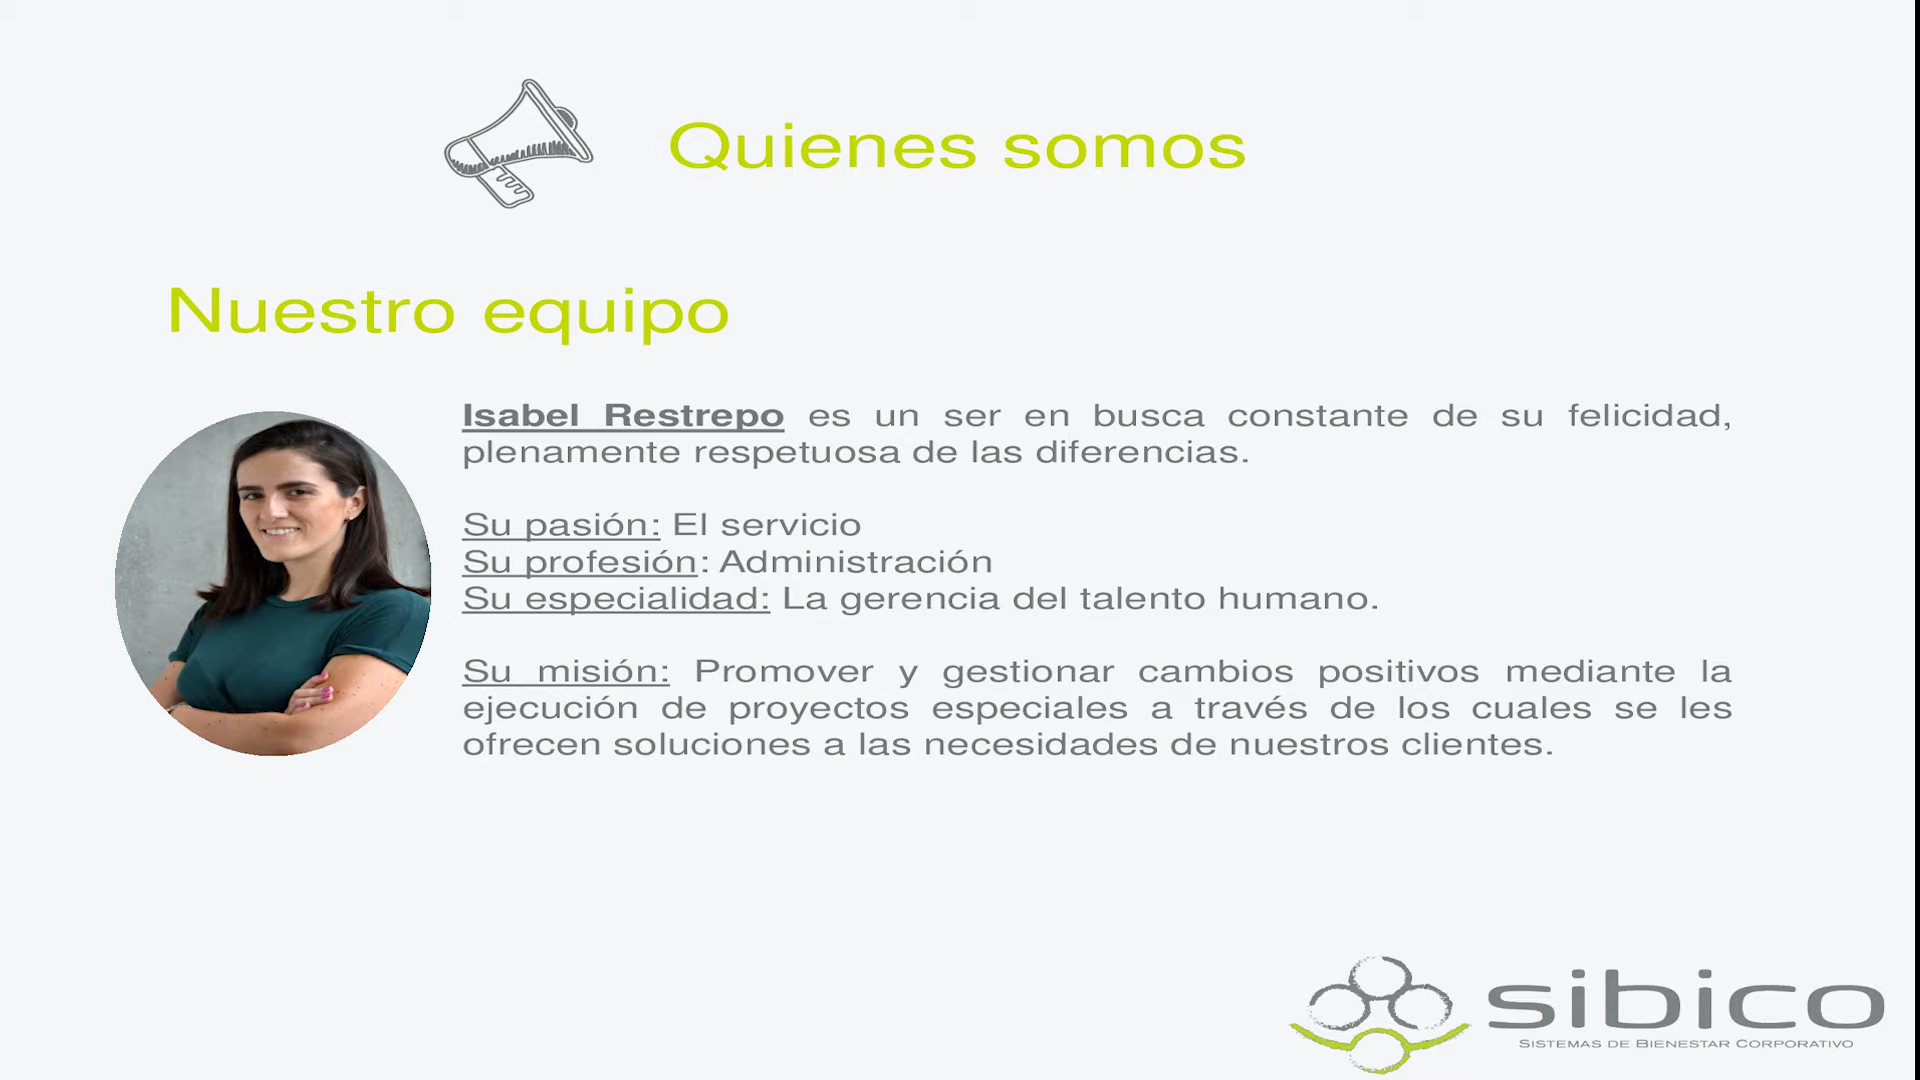 Quienes somos
Nuestro equipo
Isabel Restrepo es un ser en busca constante de su felicidad,
plenamente respetuosa de las diferencias.
Su pasión: El servicio
Su profesión: Administración
Su especialidad: La gerencia del talento humano.
Su misión: Promover y gestionar cambios positivos mediante la
ejecución de proyectos especiales a través de los cuales se les
ofrecen soluciones a las necesidades de nuestros clientes.
sibico
Sistemas de Bienestar Corporativo